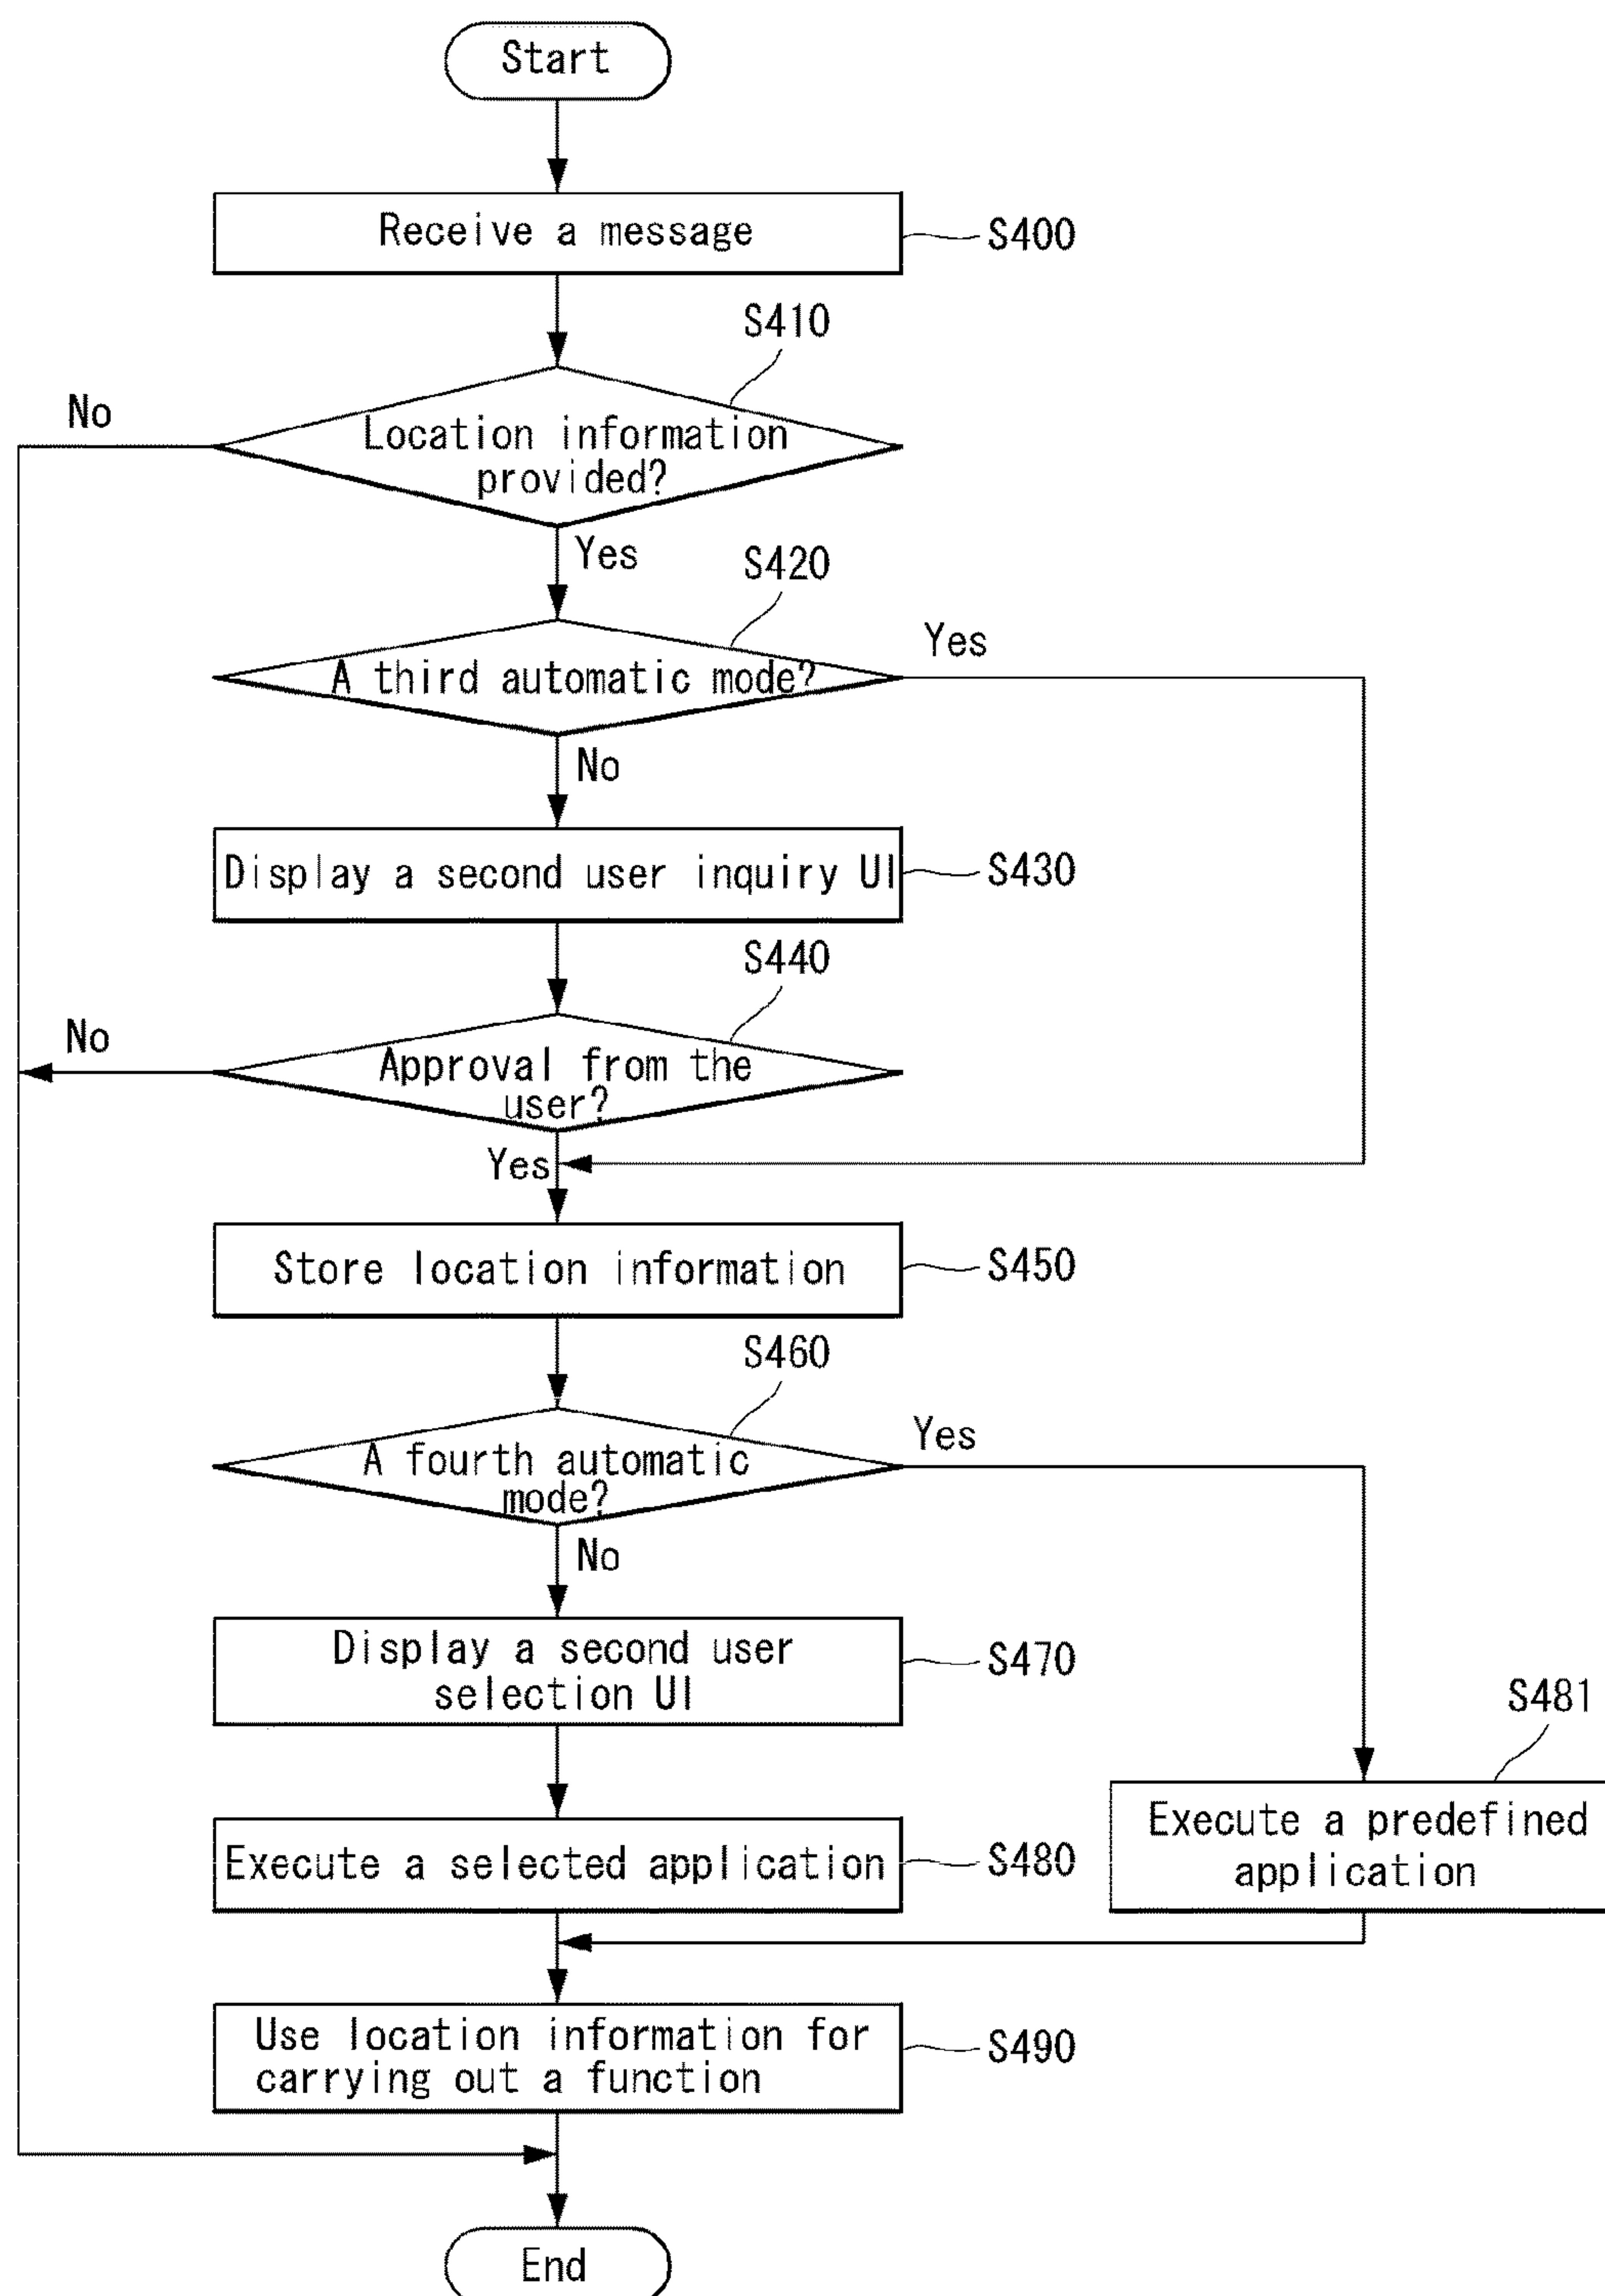 Start
Receive a message
S400
S410
No
Location information
provided?
Yes
S420
Yes
A third automatic mode?
No
Display a second user inquiry UI
S430
S440
No
Approval from the
user?
Yes
Store location information
S450
S460
Yes
A fourth automatic
mode?
No
Display a second user
selection UI
S470
S481
Execute a predefined
application
Execute a selected application
S480
Use location information for
carrying out a function
S490
End